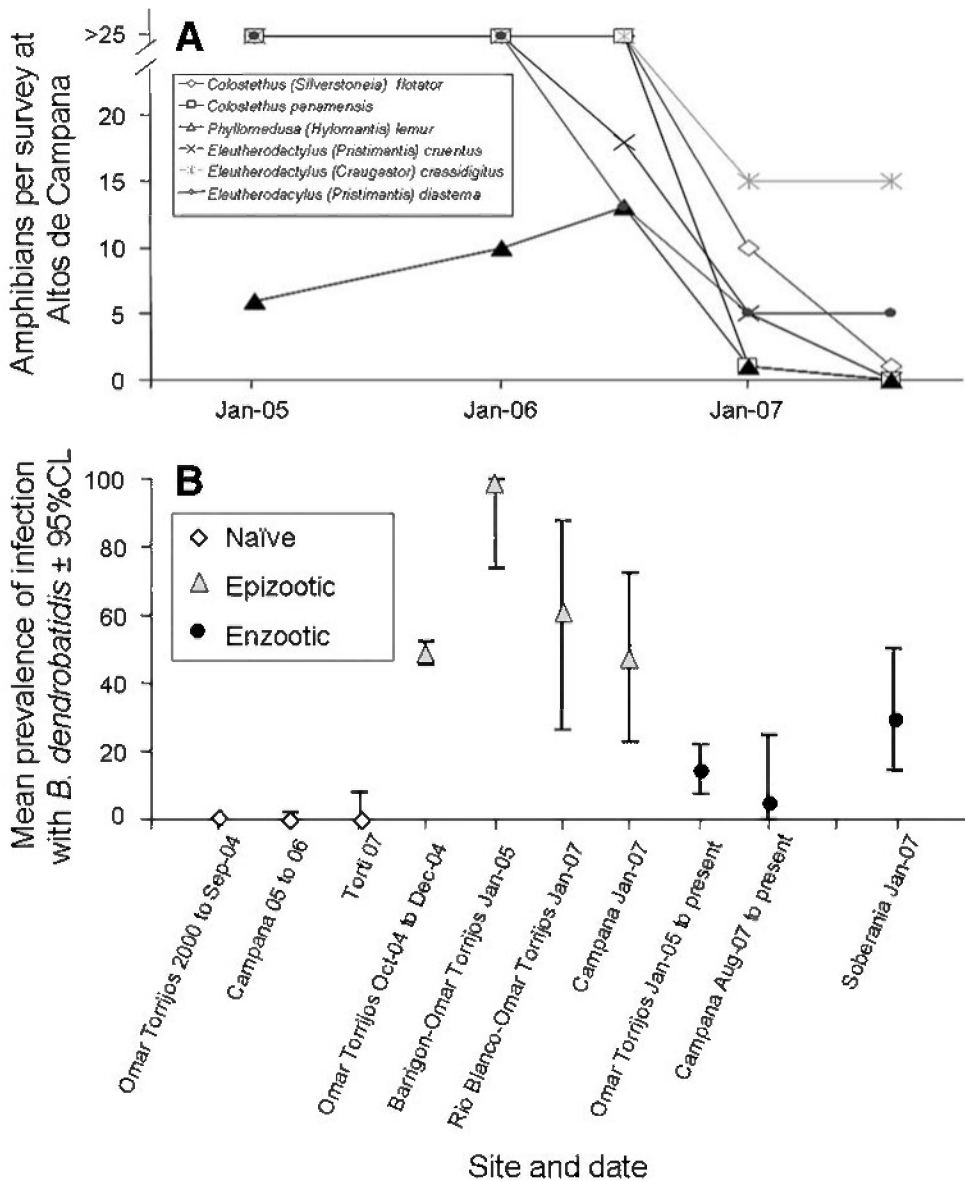 A
Amphibians per survey at
Altos de Campana
>25
20
15
10
5
0
Colostethus (Silverstoneia) flotator
Colostethus panamensis
Phyllomedusa (Hylomantis) lemur
Eleutherodactylus (Pristimantis) cruentus
Eleutherodactylus (Craugastor) crassidigitus
Eleutherodacylus (Pristimantis) diastema
Jan-05
Jan-06
Jan-07
B
Mean prevalence of infection
with B. dendrobatidis ± 95%CL
100
80
60
40
20
0
Naïve
Epizootic
Enzootic
Omar Torrijos 2000 to Sep-04
Campana 05 to 06
Torti 07
Omar Torrijos Oct-04 to Dec-04
Barrigon-Omar Torrijos Jan-05
Rio Blanco-Omar Torrijos Jan-07
Campana Jan-07
Omar Torrijos Jan-05 to present
Campana Aug-07 to present
Soberania Jan-07
Site and date